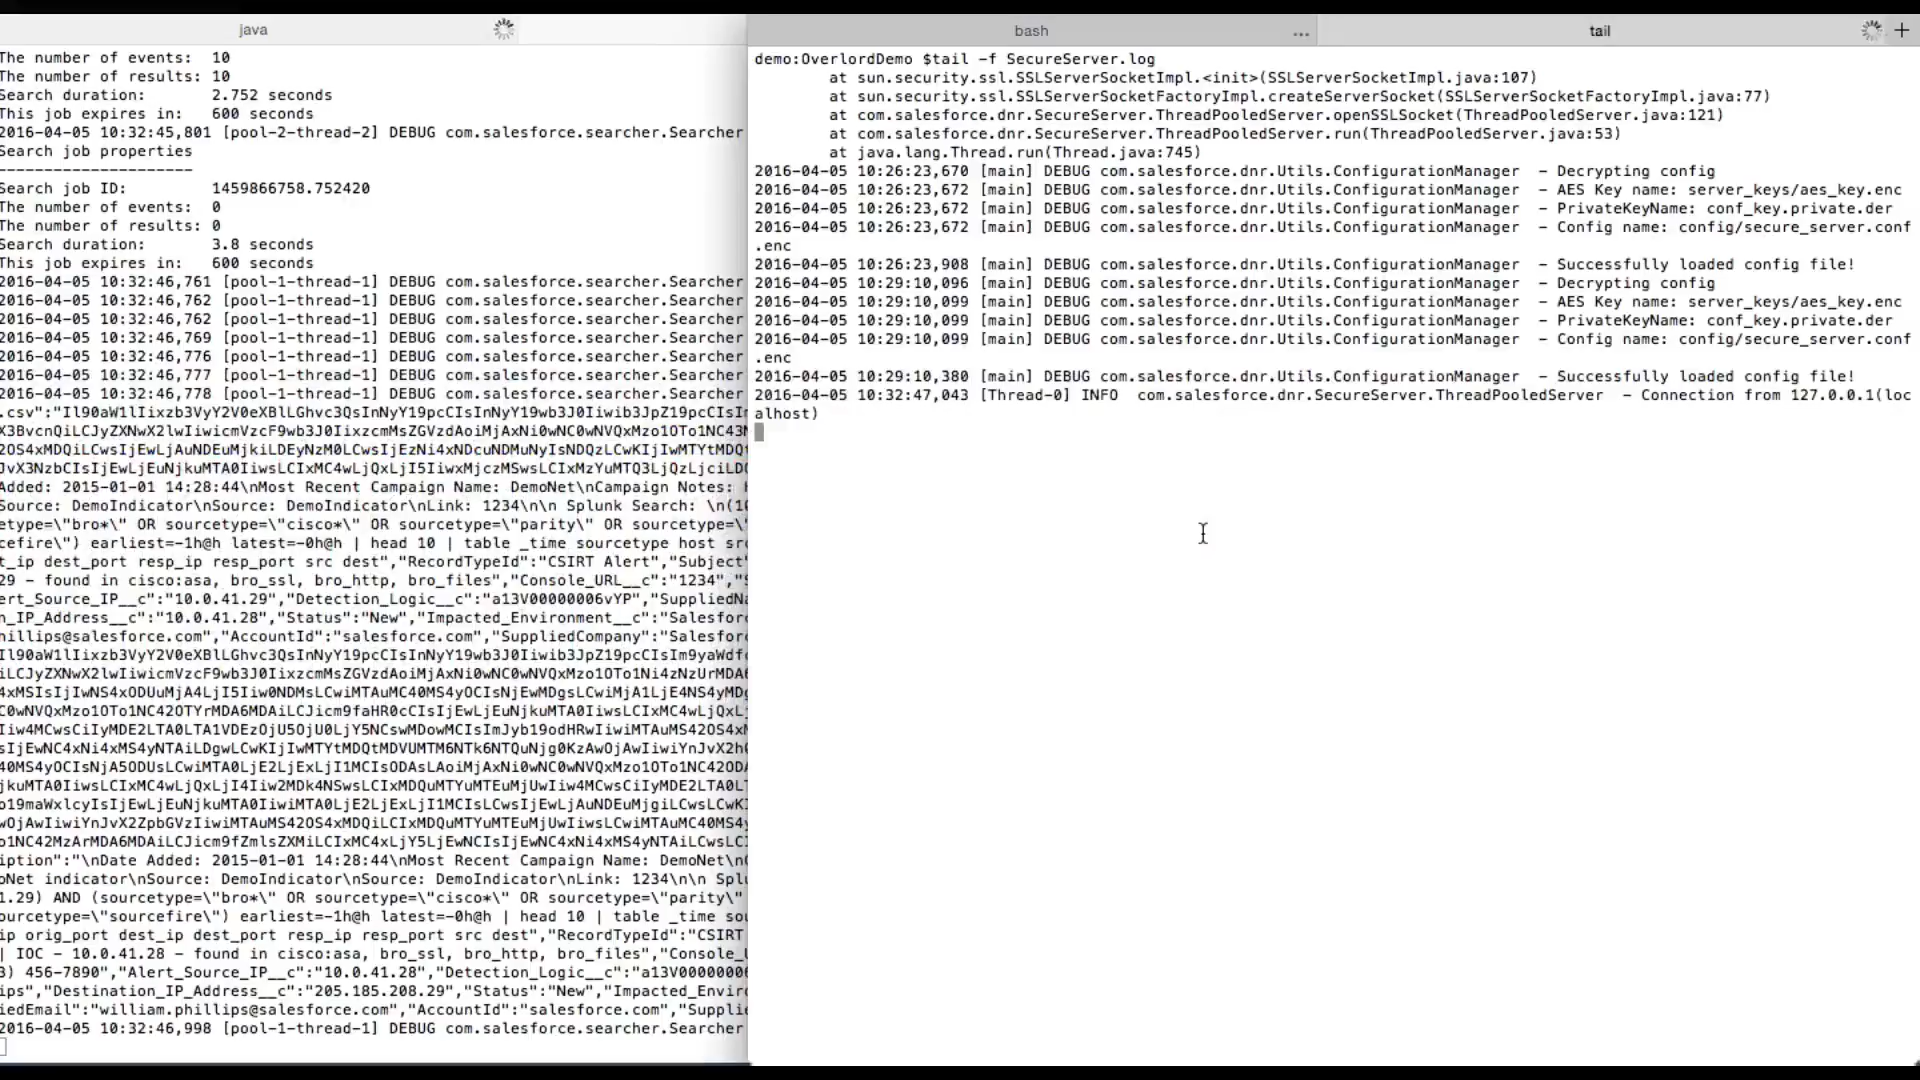 java
The number of events:  10
The number of results: 10
Search duration:       2.752 seconds
This job expires in:   600 seconds
2016-04-05 10:32:45,801 [pool-2-thread-2] DEBUG com.salesforce.searcher.Searcher
Search job properties
---------------------
Search job ID:         1459866758.752420
The number of events:  0
The number of results: 0
Search duration:       3.8 seconds
This job expires in:   600 seconds
2016-04-05 10:32:46,761 [pool-1-thread-1] DEBUG com.salesforce.searcher.Searcher
2016-04-05 10:32:46,762 [pool-1-thread-1] DEBUG com.salesforce.searcher.Searcher
2016-04-05 10:32:46,762 [pool-1-thread-1] DEBUG com.salesforce.searcher.Searcher
2016-04-05 10:32:46,769 [pool-1-thread-1] DEBUG com.salesforce.searcher.Searcher
2016-04-05 10:32:46,776 [pool-1-thread-1] DEBUG com.salesforce.searcher.Searcher
2016-04-05 10:32:46,777 [pool-1-thread-1] DEBUG com.salesforce.searcher.Searcher
2016-04-05 10:32:46,778 [pool-1-thread-1] DEBUG com.salesforce.searcher.Searcher
Added: 2015-01-01 14:28:44\nMost Recent Campaign Name: DemoNet\nCampaign Notes:
Source: DemoIndicator\nSource: DemoIndicator\nLink: 1234\n\n Splunk Search: \n(10
etype=\"bro*\" OR sourcetype=\"cisco*\" OR sourcetype=\"parity\" OR sourcetype=\"
cefire\") earliest=-1h@h latest=-0h@h | head 10 | table _time sourcetype host src
t_ip dest_port resp_ip resp_port src dest","RecordTypeId":"CSIRT Alert","Subject"
29 - found in cisco:asa, bro_ssl, bro_http, bro_files","Console_URL__c":"1234","
ert_Source_IP__c":"10.0.41.29","Detection_Logic__c":"a13V00000006vYP","SuppliedNa
n_IP_Address__c":"10.0.41.28","Status":"New","Impacted_Environment__c":"Salesfor
hillips@salesforce.com","AccountId":"salesforce.com","SuppliedCompany":"Salesfor
iption":"\nDate Added: 2015-01-01 14:28:44\nMost Recent Campaign Name: DemoNet\n
oNet indicator\nSource: DemoIndicator\nSource: DemoIndicator\nLink: 1234\n\n Spl
1.29) AND (sourcetype=\"bro*\" OR sourcetype=\"cisco*\" OR sourcetype=\"parity\"
ourcetype=\"sourcefire\") earliest=-1h@h latest=-0h@h | head 10 | table _time sou
ip orig_port dest_ip dest_port resp_ip resp_port src dest","RecordTypeId":"CSIRT
| IOC - 10.0.41.28 - found in cisco:asa, bro_ssl, bro_http, bro_files","Console_
3) 456-7890","Alert_Source_IP__c":"10.0.41.28","Detection_Logic__c":"a13V0000000
ips","Destination_IP_Address__c":"205.185.208.29","Status":"New","Impacted_Enviro
iedEmail":"william.phillips@salesforce.com","AccountId":"salesforce.com","Supplie
2016-04-05 10:32:46,998 [pool-1-thread-1] DEBUG com.salesforce.searcher.Searcher
bash ...
tail +
demo:OverlordDemo $tail -f SecureServer.log
at sun.security.ssl.SSLServerSocketImpl.<init>(SSLServerSocketImpl.java:107)
at sun.security.ssl.SSLServerSocketFactoryImpl.createServerSocket(SSLServerSocketFactoryImpl.java:77)
at com.salesforce.dnr.SecureServer.ThreadPooledServer.openSSLSocket(ThreadPooledServer.java:121)
at com.salesforce.dnr.SecureServer.ThreadPooledServer.run(ThreadPooledServer.java:53)
at java.lang.Thread.run(Thread.java:745)
2016-04-05 10:26:23,670 [main] DEBUG com.salesforce.dnr.Utils.ConfigurationManager  - Decrypting config
2016-04-05 10:26:23,672 [main] DEBUG com.salesforce.dnr.Utils.ConfigurationManager  - AES Key name: server_keys/aes_key.enc
2016-04-05 10:26:23,672 [main] DEBUG com.salesforce.dnr.Utils.ConfigurationManager  - PrivateKeyName: conf_key.private.der
2016-04-05 10:26:23,672 [main] DEBUG com.salesforce.dnr.Utils.ConfigurationManager  - Config name: config/secure_server.conf
.enc
2016-04-05 10:26:23,908 [main] DEBUG com.salesforce.dnr.Utils.ConfigurationManager  - Successfully loaded config file!
2016-04-05 10:29:10,096 [main] DEBUG com.salesforce.dnr.Utils.ConfigurationManager  - Decrypting config
2016-04-05 10:29:10,099 [main] DEBUG com.salesforce.dnr.Utils.ConfigurationManager  - AES Key name: server_keys/aes_key.enc
2016-04-05 10:29:10,099 [main] DEBUG com.salesforce.dnr.Utils.ConfigurationManager  - PrivateKeyName: conf_key.private.der
2016-04-05 10:29:10,099 [main] DEBUG com.salesforce.dnr.Utils.ConfigurationManager  - Config name: config/secure_server.conf
.enc
2016-04-05 10:29:10,380 [main] DEBUG com.salesforce.dnr.Utils.ConfigurationManager  - Successfully loaded config file!
2016-04-05 10:32:47,043 [Thread-0] INFO  com.salesforce.dnr.SecureServer.ThreadPooledServer  - Connection from 127.0.0.1(loc
alhost)